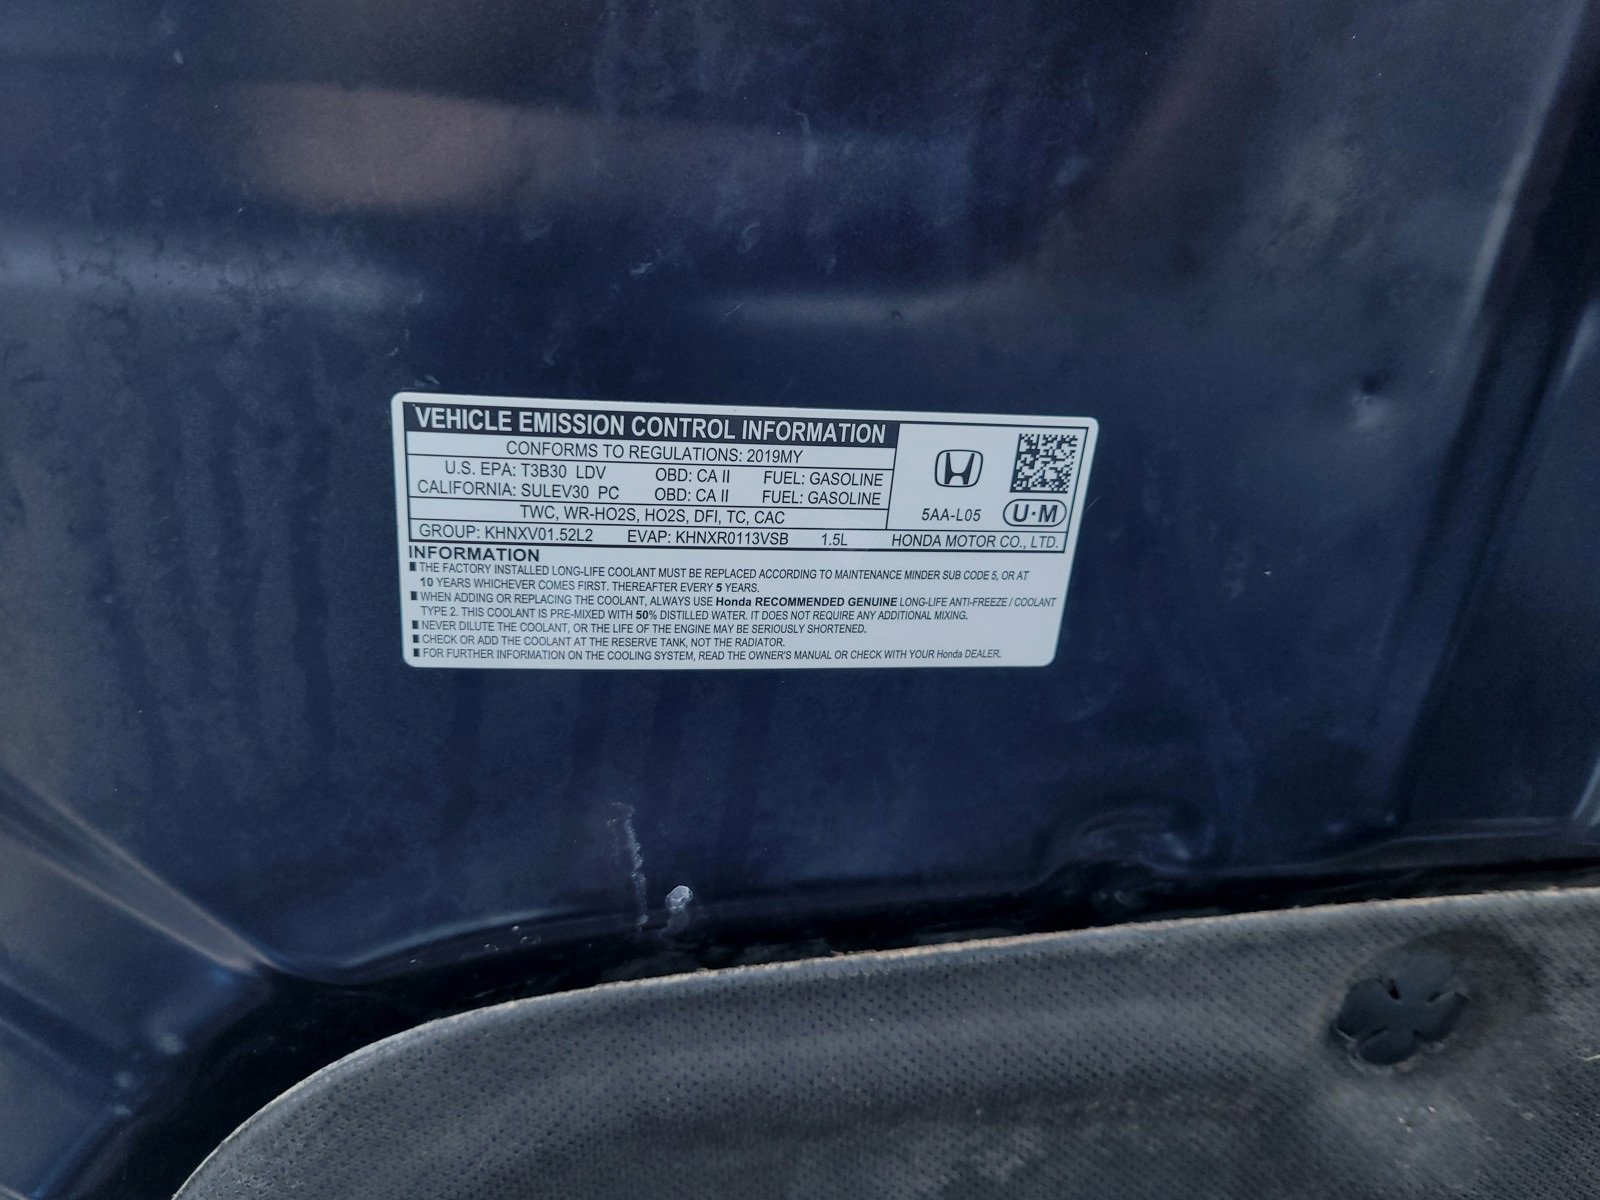 VEHICLE EMISSION CONTROL INFORMATION
CONFORMS TO REGULATIONS: 2019MY
U.S. EPA: T3B30 LDV OBD: CA II FUEL: GASOLINE
CALIFORNIA: SULEV30 PC OBD: CA II FUEL: GASOLINE
TWC, WR-HO2S, HO2S, DFI, TC, CAC
5AA-L05 U·M
GROUP: KHNXV01.52L2 EVAP: KHNXR0113VSB 1.5L HONDA MOTOR CO., LTD.
INFORMATION
THE FACTORY INSTALLED LONG-LIFE COOLANT MUST BE REPLACED ACCORDING TO MAINTENANCE MINDER SUB CODE 5, OR AT
10 YEARS WHICHEVER COMES FIRST. THEREAFTER EVERY 5 YEARS.
WHEN ADDING OR REPLACING THE COOLANT, ALWAYS USE Honda RECOMMENDED GENUINE LONG-LIFE ANTI-FREEZE / COOLANT
TYPE 2. THIS COOLANT IS PRE-MIXED WITH 50% DISTILLED WATER. IT DOES NOT REQUIRE ANY ADDITIONAL MIXING.
NEVER DILUTE THE COOLANT, OR THE LIFE OF THE ENGINE MAY BE SERIOUSLY SHORTENED.
CHECK OR ADD THE COOLANT AT THE RESERVE TANK, NOT THE RADIATOR.
FOR FURTHER INFORMATION ON THE COOLING SYSTEM, READ THE OWNER'S MANUAL OR CHECK WITH YOUR Honda DEALER.